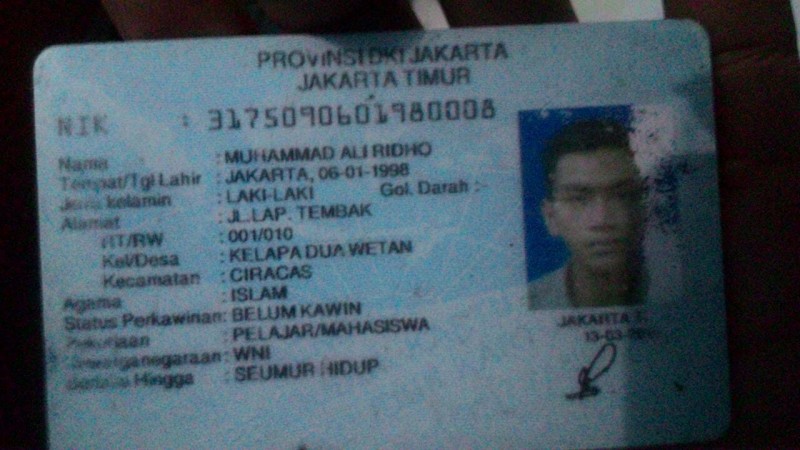 PROVINSI DKI JAKARTA
JAKARTA TIMUR
NIK : 3175090601980008
Nama : MUHAMMAD ALI RIDHO
Tempat/Tgl Lahir : JAKARTA, 06-01-1998
Jenis kelamin : LAKI-LAKI Gol. Darah :-
Alamat : JL.LAP. TEMBAK
RT/RW : 001/010
Kel/Desa : KELAPA DUA WETAN
Kecamatan : CIRACAS
Agama : ISLAM
Status Perkawinan: BELUM KAWIN
Pekerjaan : PELAJAR/MAHASISWA
Kewarganegaraan: WNI
Berlaku Hingga : SEUMUR HIDUP
JAKARTA
13-03-